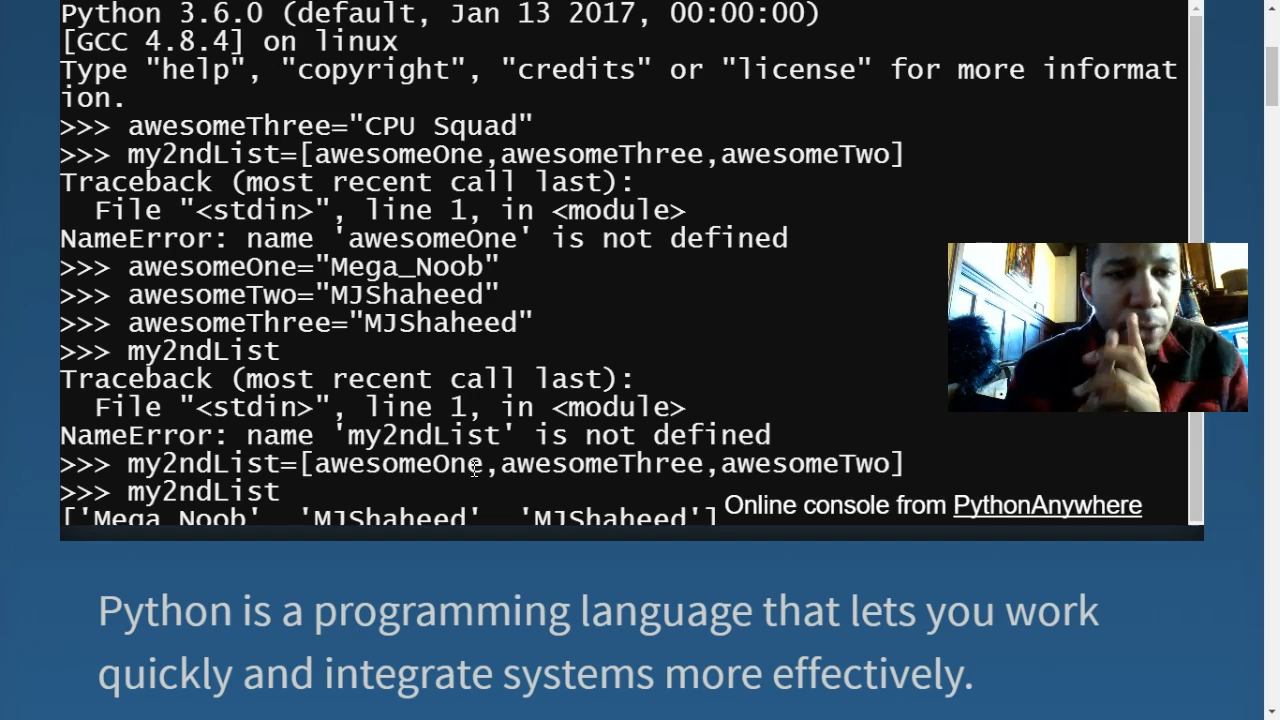 Python 3.6.0 (default, Jan 13 2017, 00:00:00)
[GCC 4.8.4] on linux
Type "help", "copyright", "credits" or "license" for more informat
ion.
>>> awesomeThree="CPU Squad"
>>> my2ndList=[awesomeOne,awesomeThree,awesomeTwo]
Traceback (most recent call last):
  File "<stdin>", line 1, in <module>
NameError: name 'awesomeOne' is not defined
>>> awesomeOne="Mega_Noob"
>>> awesomeTwo="MJShaheed"
>>> awesomeThree="MJShaheed"
>>> my2ndList
Traceback (most recent call last):
  File "<stdin>", line 1, in <module>
NameError: name 'my2ndList' is not defined
>>> my2ndList=[awesomeOne,awesomeThree,awesomeTwo]
>>> my2ndList
['Mega_Noob', 'MJShaheed', 'MJShaheed']
Online console from PythonAnywhere
Python is a programming language that lets you work
quickly and integrate systems more effectively.